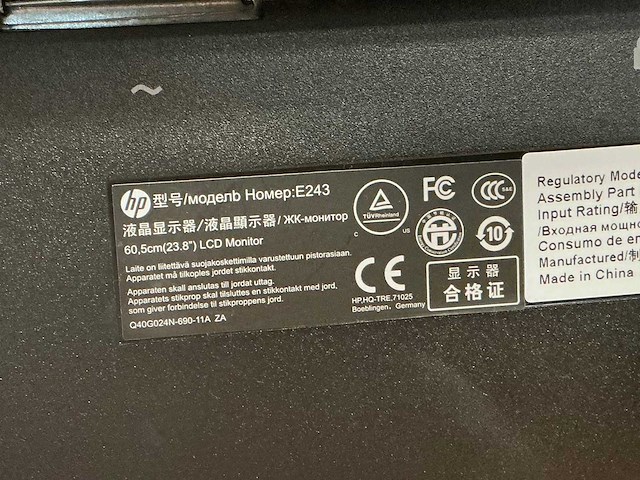 ~
hp 型号/модель Номер:E243
液晶显示器/液晶顯示器/ ЖК-монитор
60,5cm(23.8") LCD Monitor
Laite on liitettävä suojakoskettimilla varustettuun pistorasiaan.
Apparatet må tilkoples jordet stikkontakt.
Apparaten skall anslutas till jordat uttag.
Apparatets stikprop skal tilsluttes en stikkontakt med jord,
som giver forbindelse til stikproppens jord.
Q40G024N-690-11A ZA
TÜVRheinland
C US
PG
CCC S&E
10
CE
HP,HQ-TRE,71025
Boeblingen, Germany
显示器
合格证
Regulatory Mode
Assembly Part
Input Rating/输
/Входная мощно
Consumo de en
Manufactured/制
Made in China